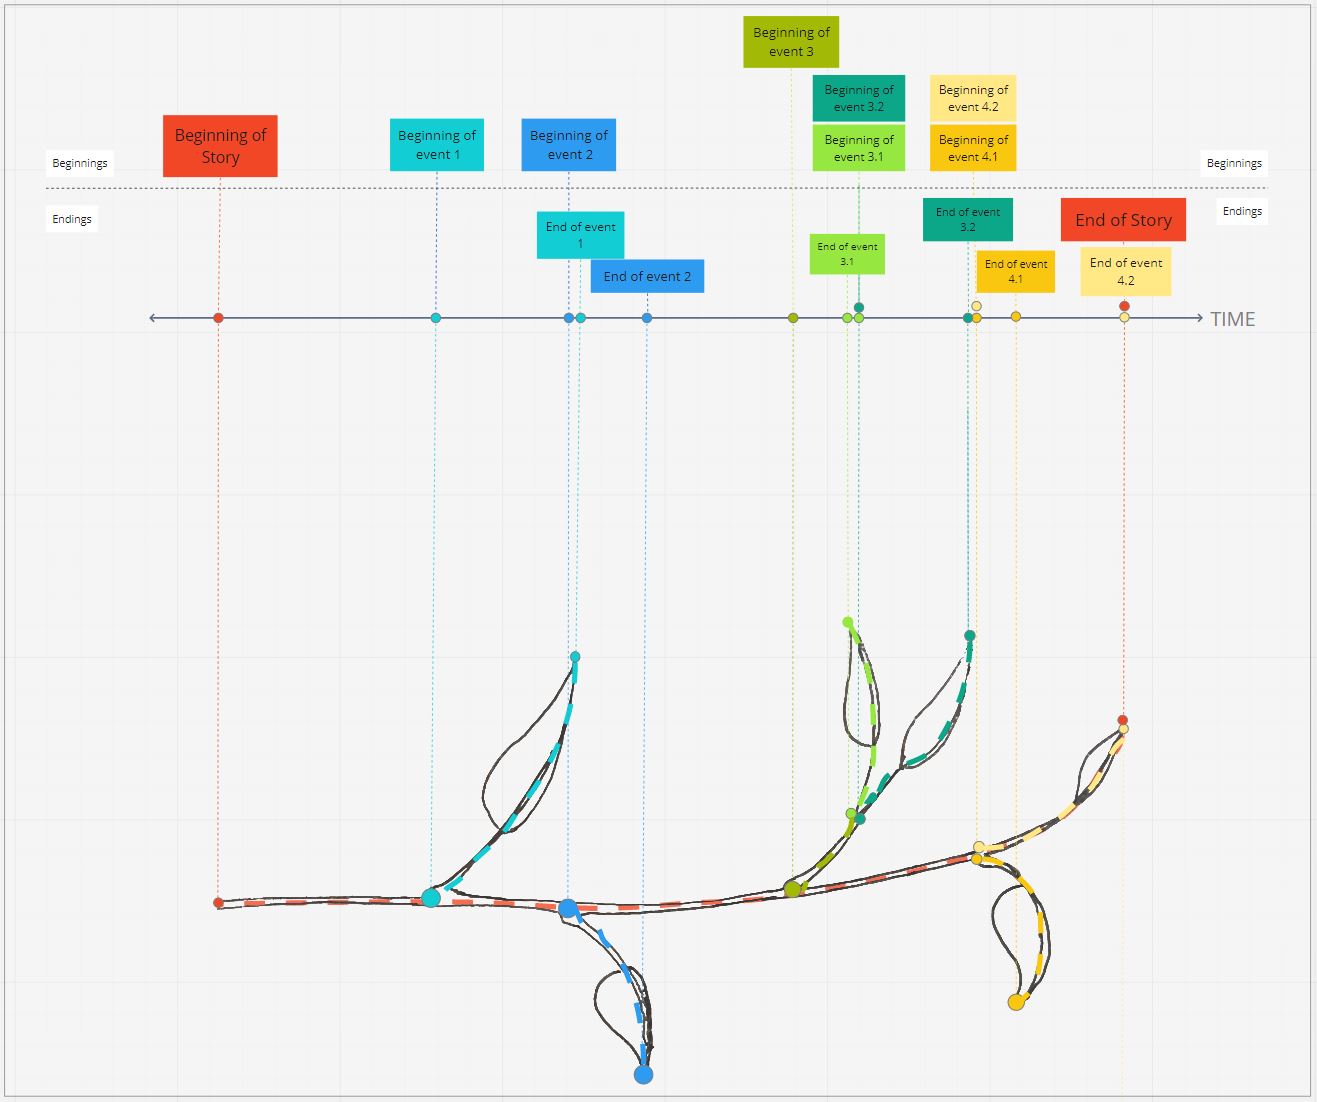 Beginning of
event 3
Beginning of
event 3.2
Beginning of
event 4.2
Beginning of
Story
Beginning of
event 1
Beginning of
event 2
Beginning of
event 3.1
Beginning of
event 4.1
Beginnings
Beginnings
Endings
End of event
1
End of event 2
End of event
3.1
End of event
3.2
End of event
4.1
End of Story
End of event
4.2
Endings
TIME